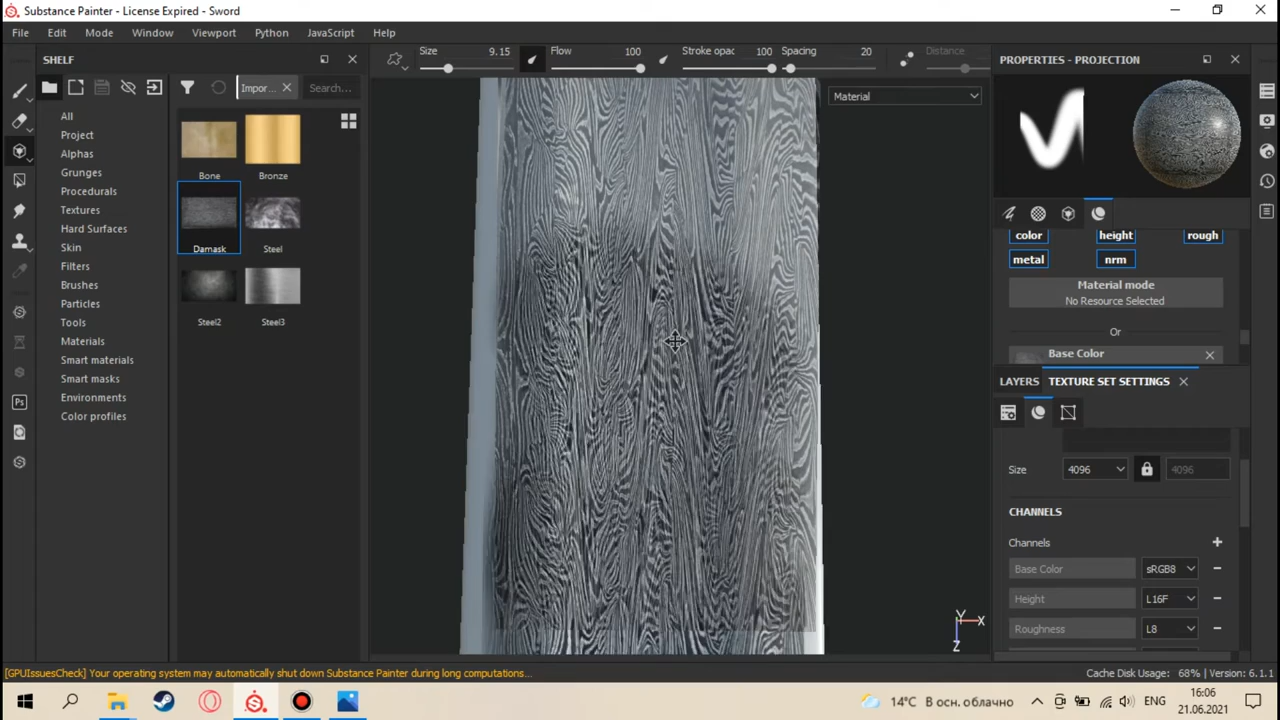 Substance Painter - License Expired - Sword
File Edit Mode Window Viewport Python JavaScript Help
SHELF
Size 9.15 Flow 100 Stroke opac 100 Spacing 20 Distance
PROPERTIES - PROJECTION
Impor... Search...
Material
All
Project
Alphas
Grunges
Procedurals
Textures
Hard Surfaces
Skin
Filters
Brushes
Particles
Tools
Materials
Smart materials
Smart masks
Environments
Color profiles
Bone Bronze
Damask Steel
Steel2 Steel3
color height rough
metal nrm
Material mode
No Resource Selected
Or
Base Color
LAYERS TEXTURE SET SETTINGS
Size 4096 4096
CHANNELS
Channels
Base Color sRGB8
Height L16F
Roughness L8
Y
X
Z
Ps
[GPUIssuesCheck] Your operating system may automatically shut down Substance Painter during long computations...
Cache Disk Usage: 68% | Version: 6.1.1
14°C В осн. облачно ENG 16:06
21.06.2021